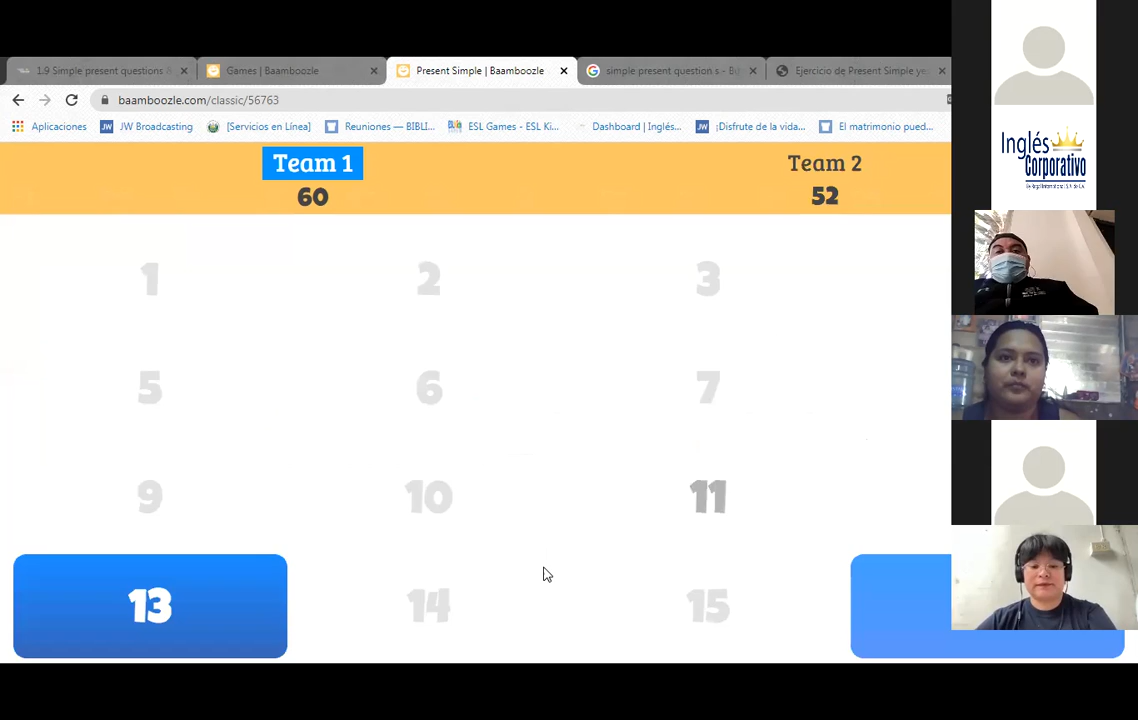 1.9 Simple present questions &
Games | Baamboozle
Present Simple | Baamboozle
simple present question s - B
Ejercicio de Present Simple ye
baamboozle.com/classic/56763
Aplicaciones
JW Broadcasting
[Servicios en Línea]
Reuniones — BIBLI...
ESL Games - ESL Ki...
Dashboard | Inglés...
¡Disfrute de la vida...
El matrimonio pued...
Team 1
60
Team 2
52
1 2 3
5 6 7
9 10 11
13 14 15
Inglés
Corporativo